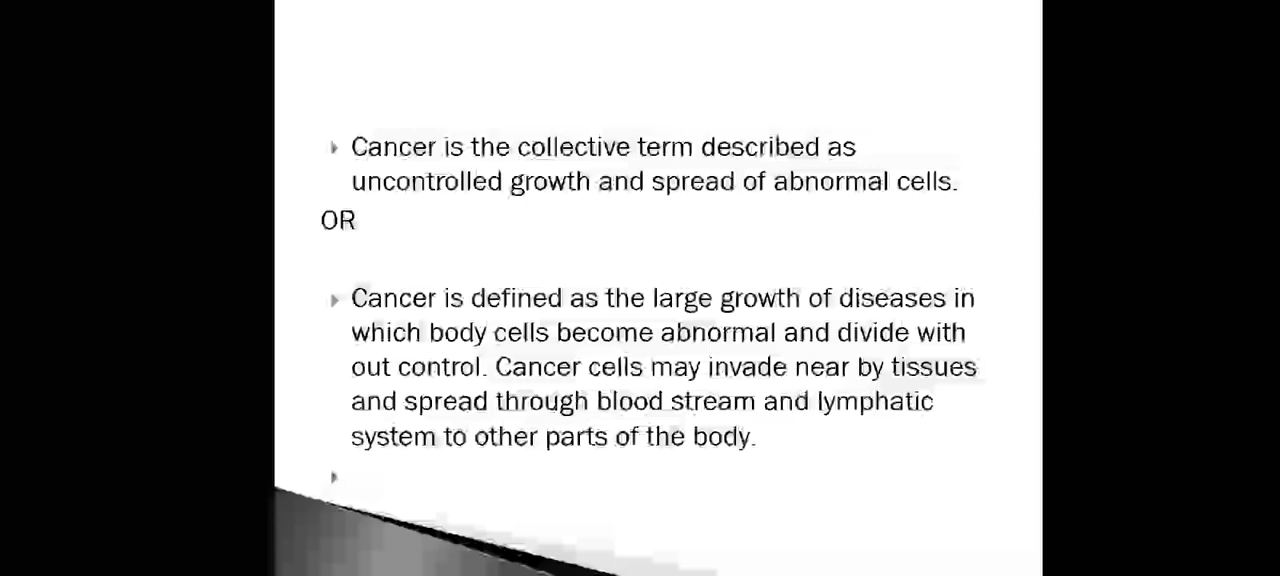 Cancer is the collective term described as
uncontrolled growth and spread of abnormal cells.
OR
Cancer is defined as the large growth of diseases in
which body cells become abnormal and divide with
out control. Cancer cells may invade near by tissues
and spread through blood stream and lymphatic
system to other parts of the body.